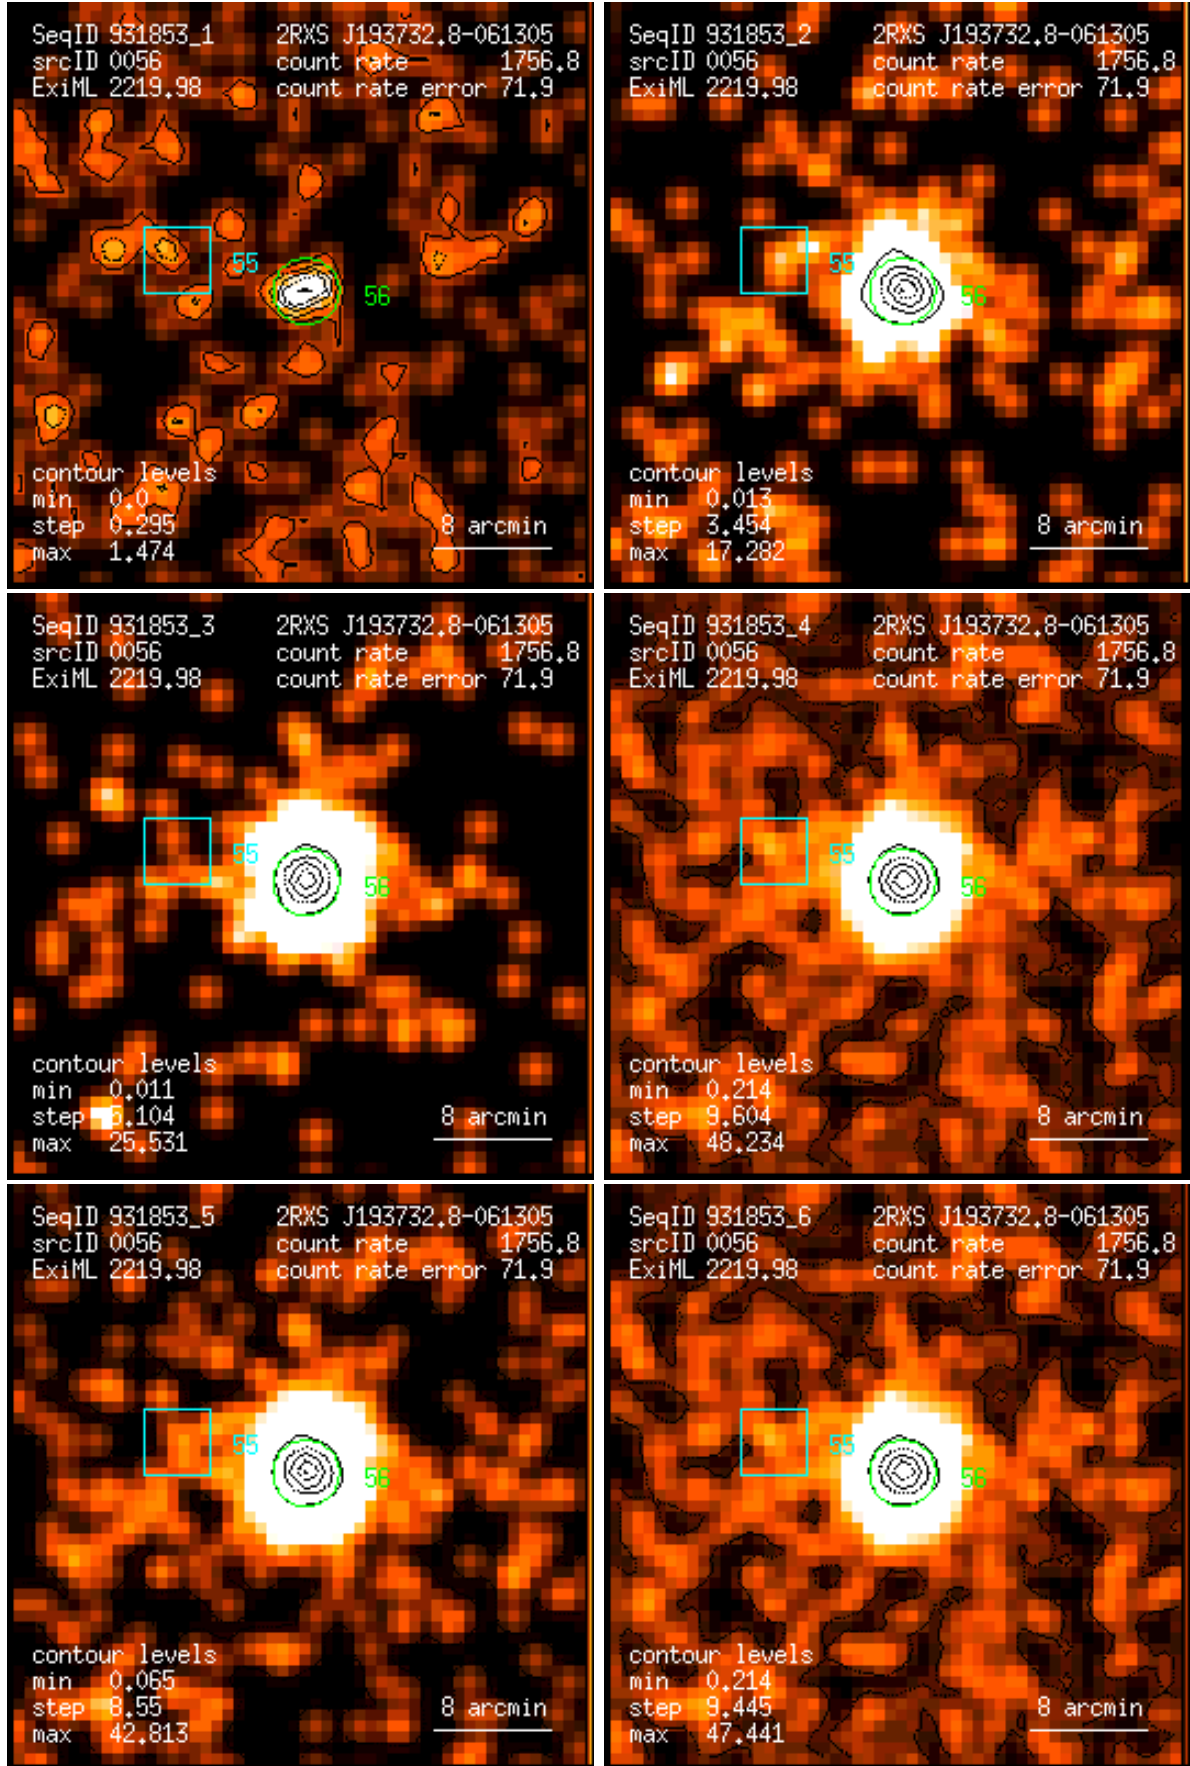 SeqID 931853_1 2RXS J193732.8-061305
srcID 0056 count rate 1756.8
ExiML 2219.98 count rate error 71.9
55
56
contour levels
min 0.0
step 0.295
max 1.474
8 arcmin
SeqID 931853_2 2RXS J193732.8-061305
srcID 0056 count rate 1756.8
ExiML 2219.98 count rate error 71.9
55
56
contour levels
min 0.013
step 3.454
max 17.282
8 arcmin
SeqID 931853_3 2RXS J193732.8-061305
srcID 0056 count rate 1756.8
ExiML 2219.98 count rate error 71.9
55
56
contour levels
min 0.011
step 5.104
max 25.531
8 arcmin
SeqID 931853_4 2RXS J193732.8-061305
srcID 0056 count rate 1756.8
ExiML 2219.98 count rate error 71.9
55
56
contour levels
min 0.214
step 9.604
max 48.234
8 arcmin
SeqID 931853_5 2RXS J193732.8-061305
srcID 0056 count rate 1756.8
ExiML 2219.98 count rate error 71.9
55
56
contour levels
min 0.065
step 8.55
max 42.813
8 arcmin
SeqID 931853_6 2RXS J193732.8-061305
srcID 0056 count rate 1756.8
ExiML 2219.98 count rate error 71.9
55
56
contour levels
min 0.214
step 9.445
max 47.441
8 arcmin